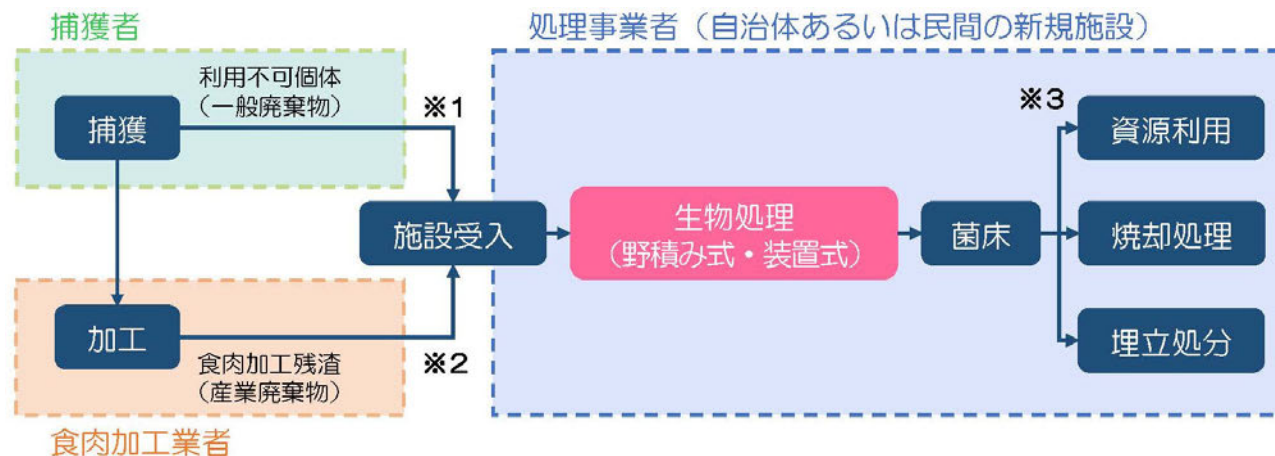 捕獲者
処理事業者（自治体あるいは民間の新規施設）
利用不可個体
（一般廃棄物）
※1
※3
捕獲
資源利用
施設受入
生物処理
（野積み式・装置式）
菌床
焼却処理
加工
食肉加工残渣
（産業廃棄物）
※2
埋立処分
食肉加工業者